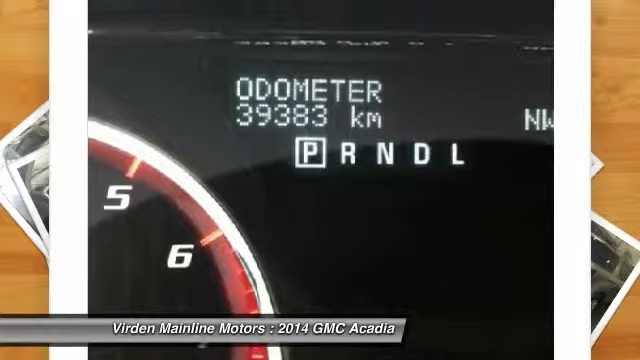 ODOMETER
39383 km
NW
P R N D L
5
6
Virden Mainline Motors : 2014 GMC Acadia